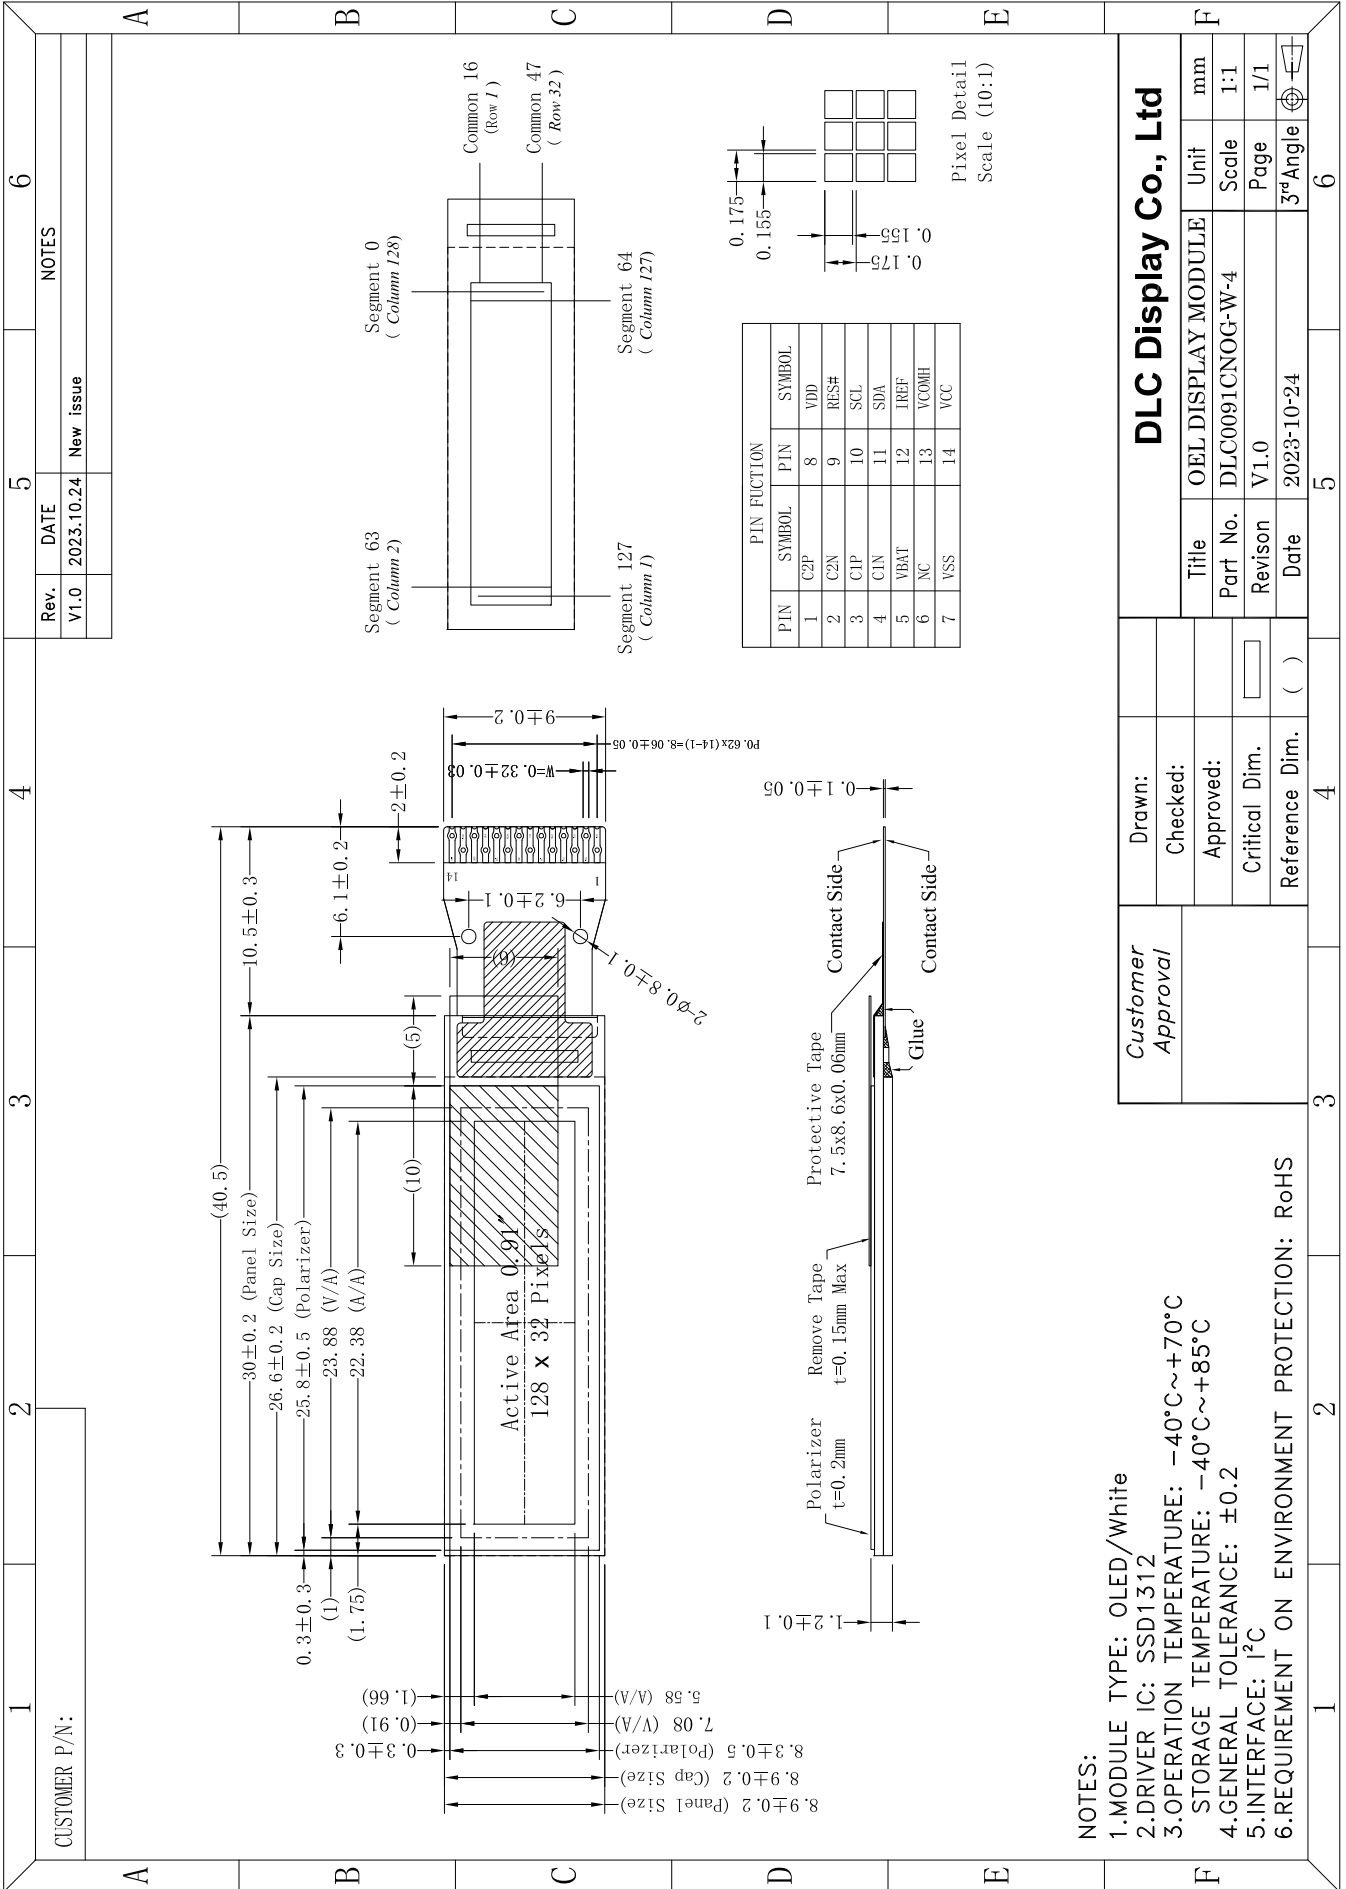 1
2
3
4
5
6
A
B
C
D
E
F
CUSTOMER P/N:
Rev.
DATE
NOTES
V1.0
2023.10.24
New issue
(40.5)
30±0.2 (Panel Size)
10.5±0.3
26.6±0.2 (Cap Size)
25.8±0.5 (Polarizer)
0.3±0.3
23.88 (V/A)
(1)
6.1±0.2
22.38 (A/A)
(1.75)
2±0.2
(10)
(5)
(1.66)
(0.91)
0.3±0.3
5.58 (A/A)
7.08 (V/A)
8.3±0.5 (Polarizer)
8.9±0.2 (Cap Size)
8.9±0.2 (Panel Size)
Active Area 0.91"
128 x 32 Pixels
(6)
6.2±0.1
14
1
W=0.32±0.03
9±0.2
P0.62x(14-1)=8.06±0.05
2-Ø0.8±0.1
Segment 63
( Column 2)
Segment 0
( Column 128)
Common 16
(Row 1 )
Common 47
( Row 32 )
Segment 127
( Column 1)
Segment 64
( Column 127)
Polarizer
t=0.2mm
Remove Tape
t=0.15mm Max
Protective Tape
7.5x8.6x0.06mm
Contact Side
Contact Side
Glue
1.2±0.1
0.1±0.05
PIN FUCTION
PIN SYMBOL PIN SYMBOL
1 C2P 8 VDD
2 C2N 9 RES#
3 C1P 10 SCL
4 C1N 11 SDA
5 VBAT 12 IREF
6 NC 13 VCOMH
7 VSS 14 VCC
0.175
0.155
0.155
0.175
Pixel Detail
Scale (10:1)
NOTES:
1.MODULE TYPE: OLED/White
2.DRIVER IC: SSD1312
3.OPERATION TEMPERATURE: -40°C~+70°C
STORAGE TEMPERATURE: -40°C~+85°C
4.GENERAL TOLERANCE: ±0.2
5.INTERFACE: I²C
6.REQUIREMENT ON ENVIRONMENT PROTECTION: RoHS
Customer
Approval
Drawn:
Checked:
Approved:
Critical Dim.
Reference Dim. ( )
DLC Display Co., Ltd
Title OEL DISPLAY MODULE Unit mm
Part No. DLC0091CNOG-W-4 Scale 1:1
Revison V1.0 Page 1/1
Date 2023-10-24 3rd Angle
1
2
3
4
5
6
A
B
C
D
E
F